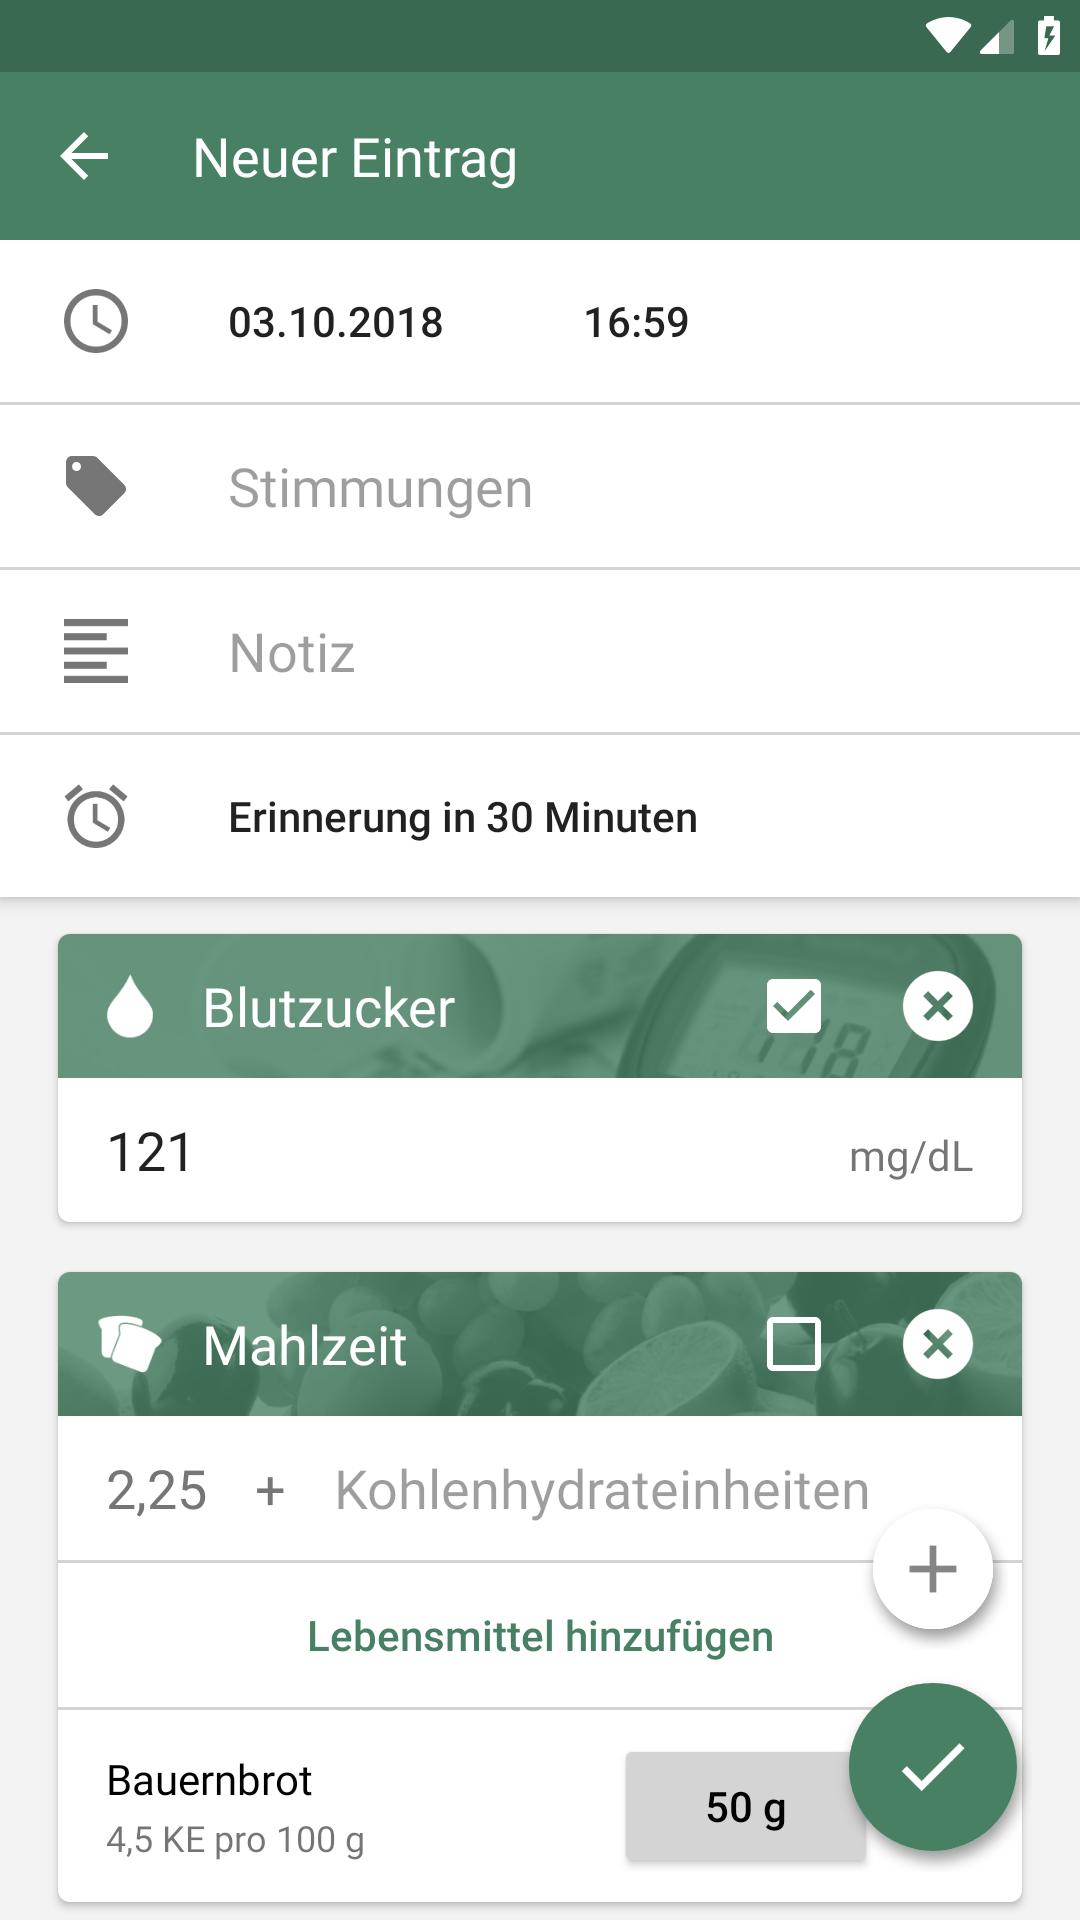 Neuer Eintrag
03.10.2018 16:59
Stimmungen
Notiz
Erinnerung in 30 Minuten
Blutzucker
121 mg/dL
Mahlzeit
2,25 + Kohlenhydrateinheiten
Lebensmittel hinzufügen
Bauernbrot
50 g
4,5 KE pro 100 g